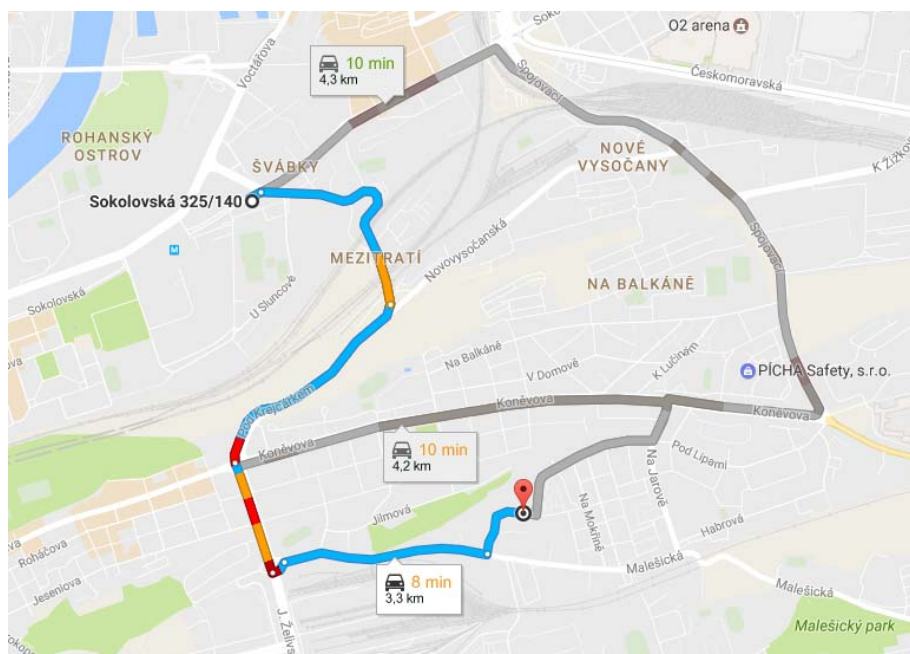 O2 arena
Voctářova
10 min
4,3 km
Spojovací
Českomoravská
ROHANSKÝ
OSTROV
ŠVÁBKY
NOVÉ
VYSOČANY
K Žižko
Sokolovská 325/140
M
MEZITRATÍ
Novovysočanská
Spojovací
Sokolovská
U Sluncové
NA BALKÁNĚ
Na Balkáně
V Domově
K Lučinám
PÍCHA Safety, s.r.o.
Pod Krejcárkem
Koněvova
Koněvova
Koněvova
10 min
4,2 km
Pod Lipami
Na Jarově
Jilmová
Na Mokřině
Habrová
Roháčova
Jeseniova
Malešická
8 min
3,3 km
Malešická
J. Želivs
Malešický park